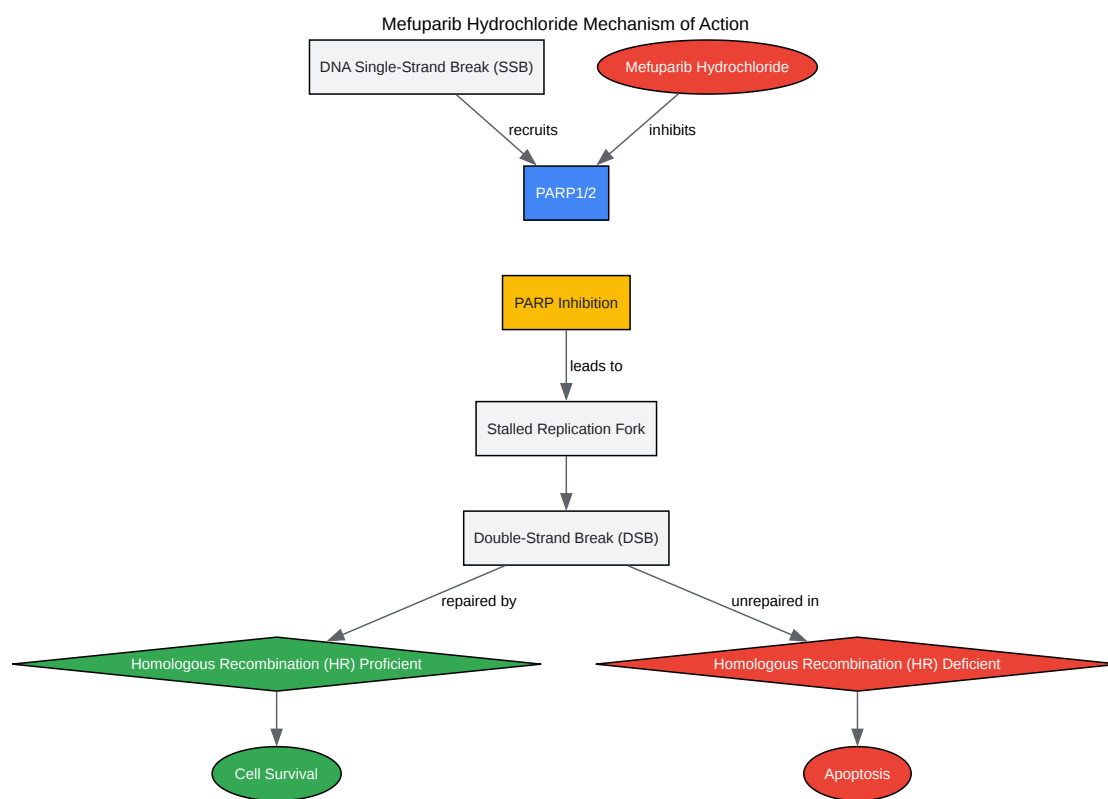 Mefuparib Hydrochloride Mechanism of Action
DNA Single-Strand Break (SSB)
Mefuparib Hydrochloride
recruits
inhibits
PARP1/2
PARP Inhibition
leads to
Stalled Replication Fork
Double-Strand Break (DSB)
repaired by
unrepaired in
Homologous Recombination (HR) Proficient
Homologous Recombination (HR) Deficient
Cell Survival
Apoptosis